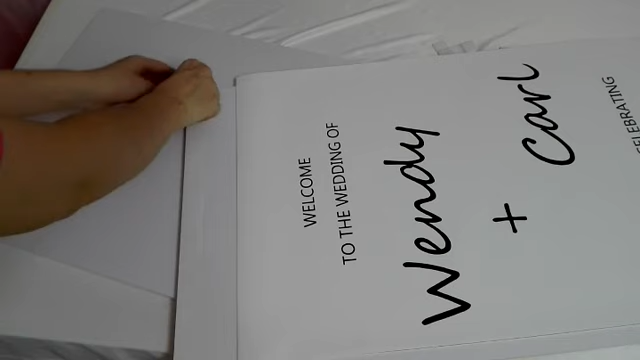 WELCOME
TO THE WEDDING OF
Wendy
+
Carl
CELEBRATING